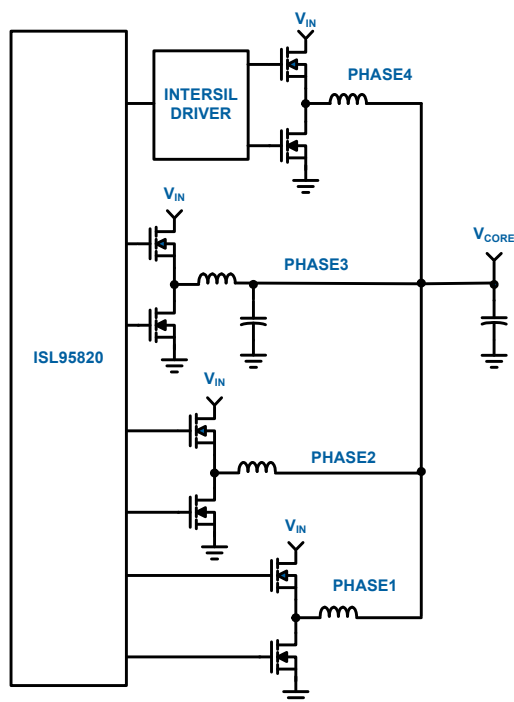 VIN
PHASE4
INTERSIL
DRIVER
VIN
VCORE
PHASE3
ISL95820
VIN
PHASE2
VIN
PHASE1